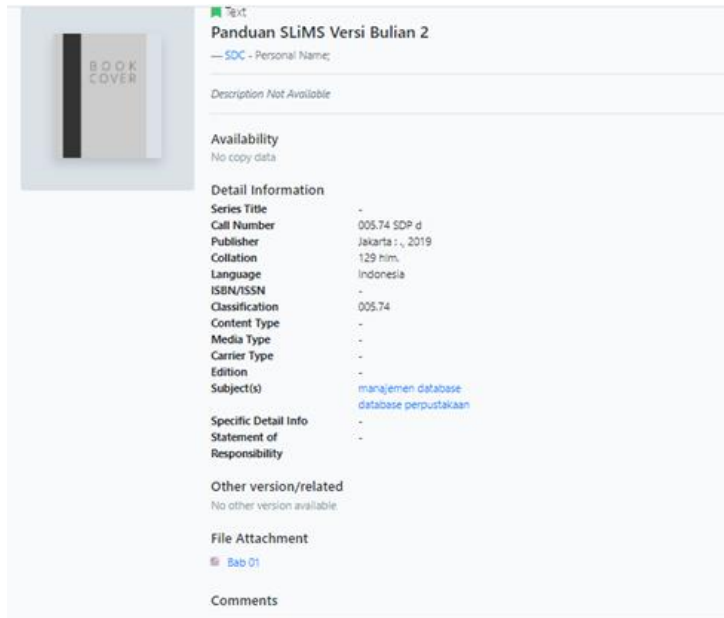 BOOK
COVER
Text
Panduan SLiMS Versi Bulian 2
— SDC - Personal Name;
Description Not Available
Availability
No copy data
Detail Information
Series Title -
Call Number 005.74 SDP d
Publisher Jakarta : ., 2019
Collation 129 hlm.
Language Indonesia
ISBN/ISSN -
Classification 005.74
Content Type -
Media Type -
Carrier Type -
Edition -
Subject(s) manajemen database
database perpustakaan
Specific Detail Info -
Statement of -
Responsibility
Other version/related
No other version available
File Attachment
Bab 01
Comments